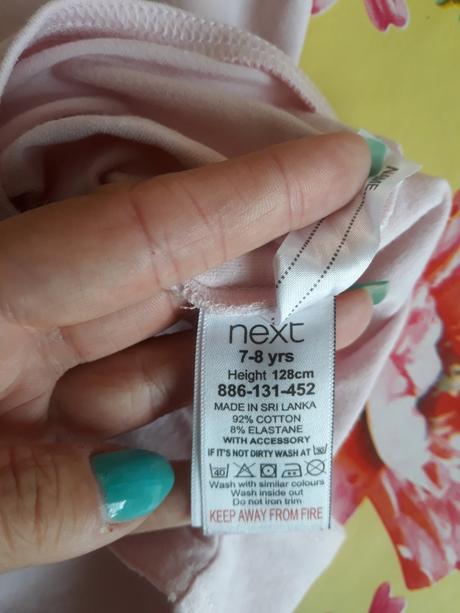 NAME
next
7-8 yrs
Height 128cm
886-131-452
MADE IN SRI LANKA
92% COTTON
8% ELASTANE
WITH ACCESSORY
IF IT'S NOT DIRTY WASH AT 30
40
Wash with similar colours
Wash inside out
Do not iron trim
KEEP AWAY FROM FIRE